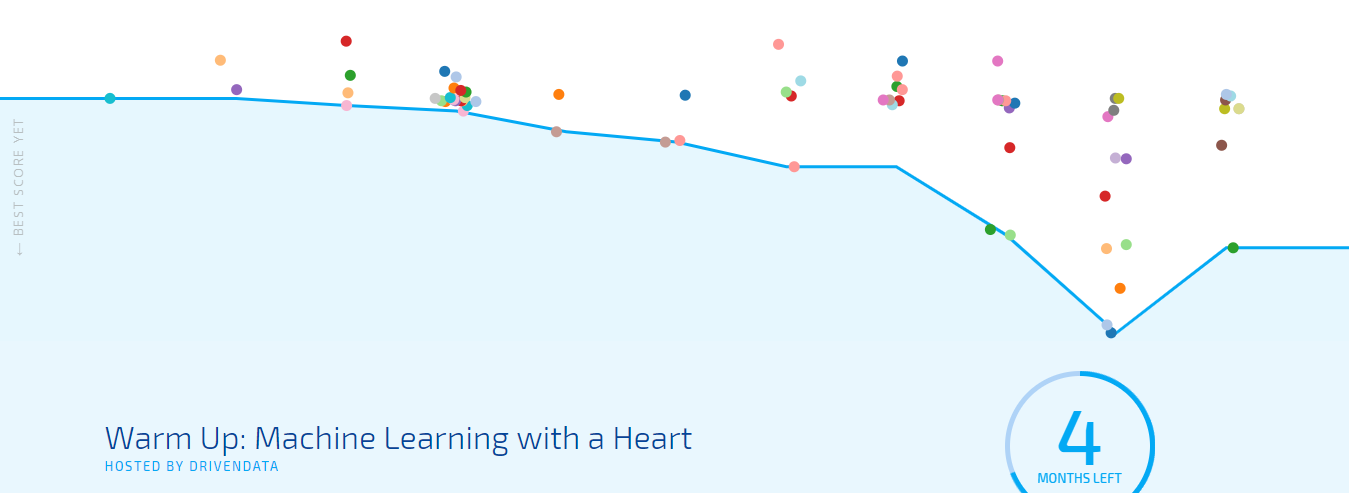 ← BEST SCORE YET
Warm Up: Machine Learning with a Heart
HOSTED BY DRIVENDATA
4
MONTHS LEFT